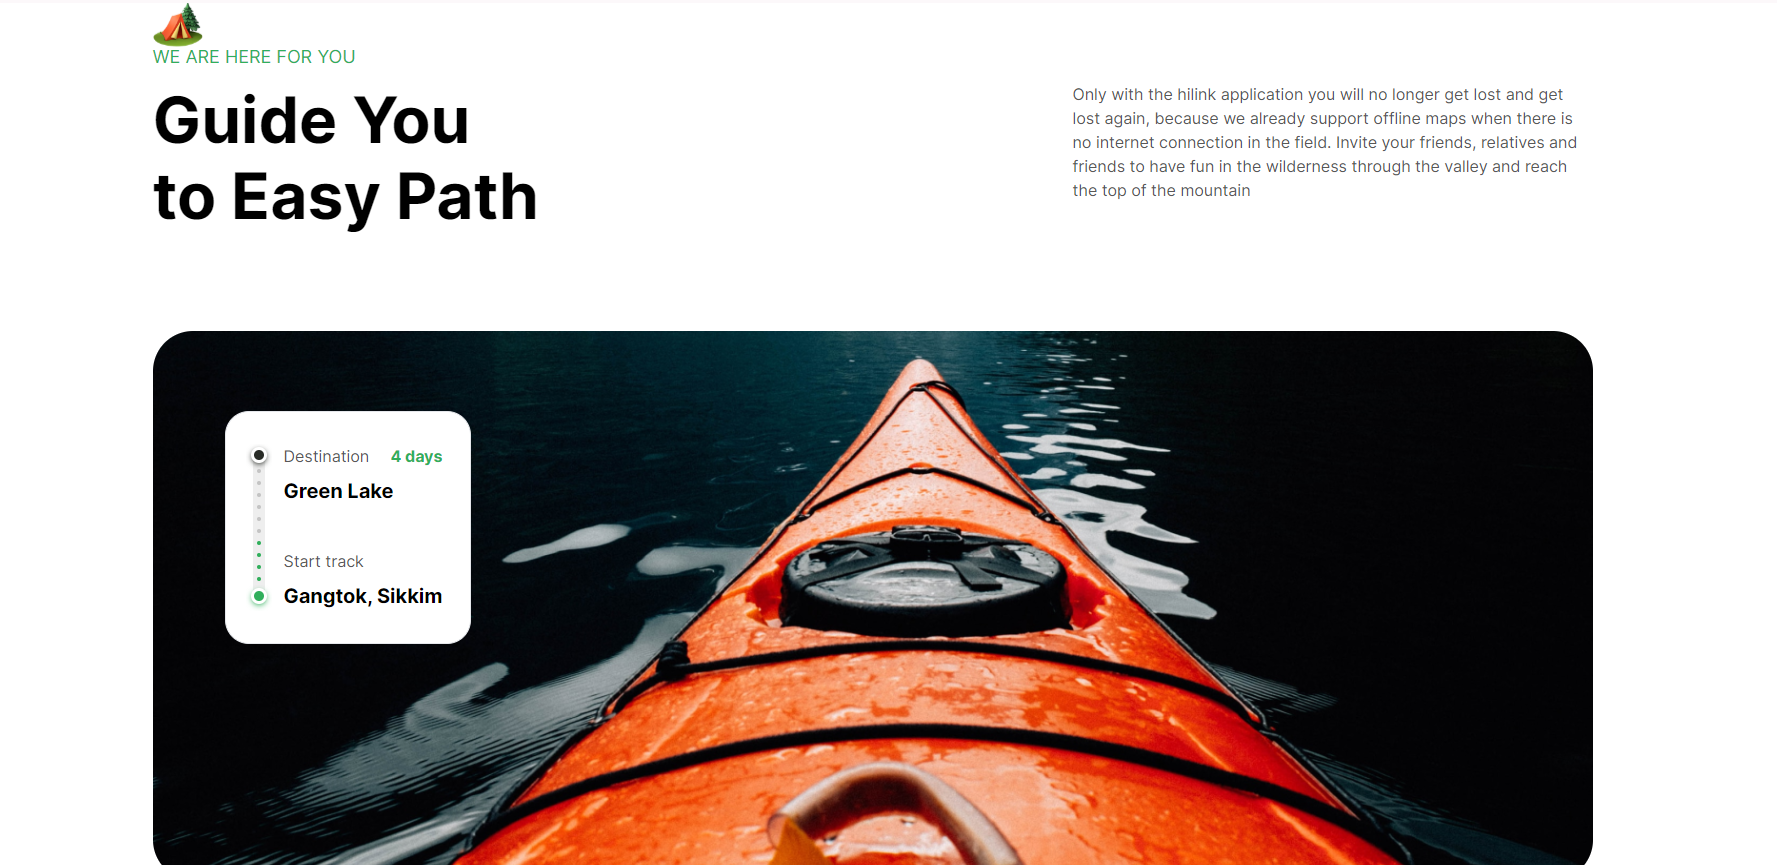 WE ARE HERE FOR YOU
Guide You
to Easy Path
Only with the hilink application you will no longer get lost and get
lost again, because we already support offline maps when there is
no internet connection in the field. Invite your friends, relatives and
friends to have fun in the wilderness through the valley and reach
the top of the mountain
Destination 4 days
Green Lake
Start track
Gangtok, Sikkim